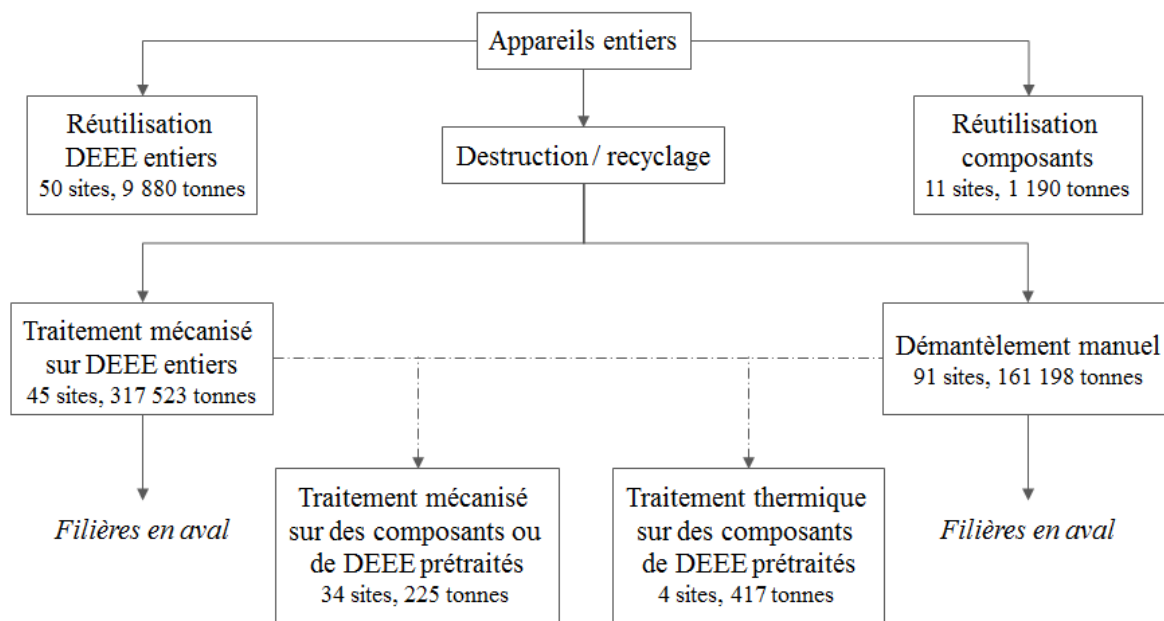 Appareils entiers
Réutilisation
DEEE entiers
50 sites, 9 880 tonnes
Destruction / recyclage
Réutilisation
composants
11 sites, 1 190 tonnes
Traitement mécanisé
sur DEEE entiers
45 sites, 317 523 tonnes
Démantèlement manuel
91 sites, 161 198 tonnes
Filières en aval
Traitement mécanisé
sur des composants ou
de DEEE prétraités
34 sites, 225 tonnes
Traitement thermique
sur des composants
de DEEE prétraités
4 sites, 417 tonnes
Filières en aval